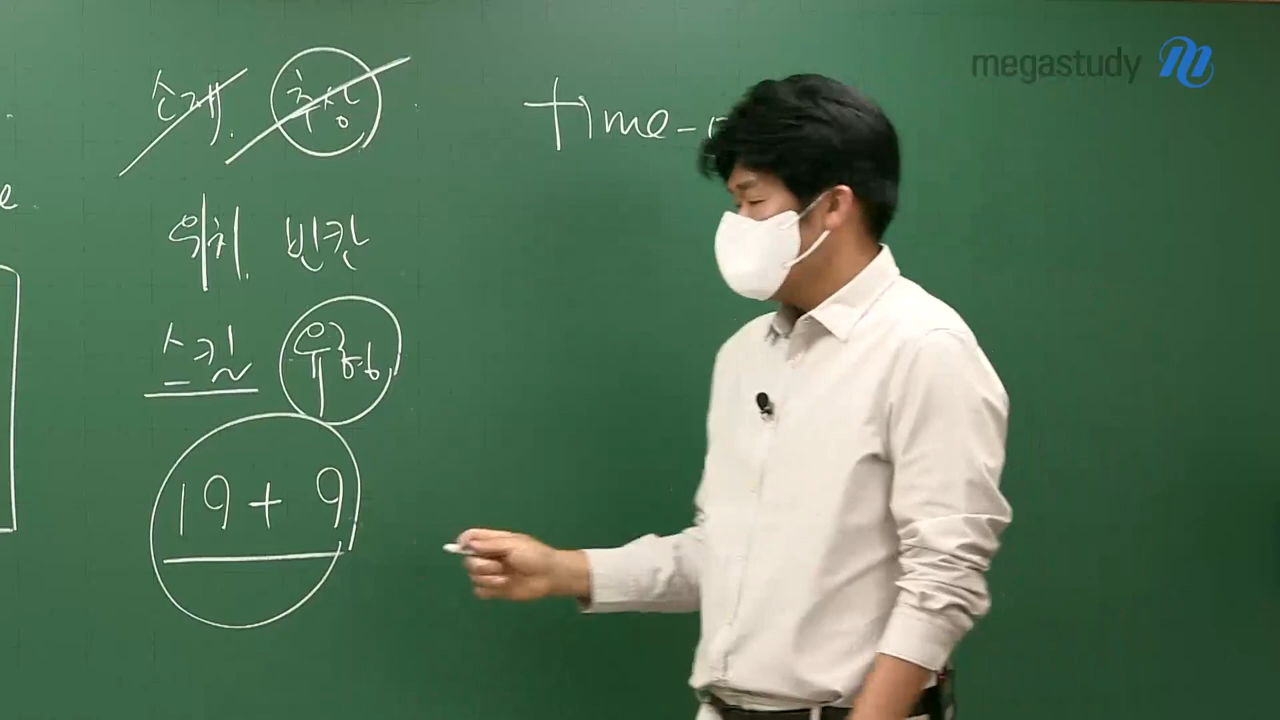 megastudy
순서. 추상
time-
e.
위치. 빈칸
스킬 유형
19 + 9